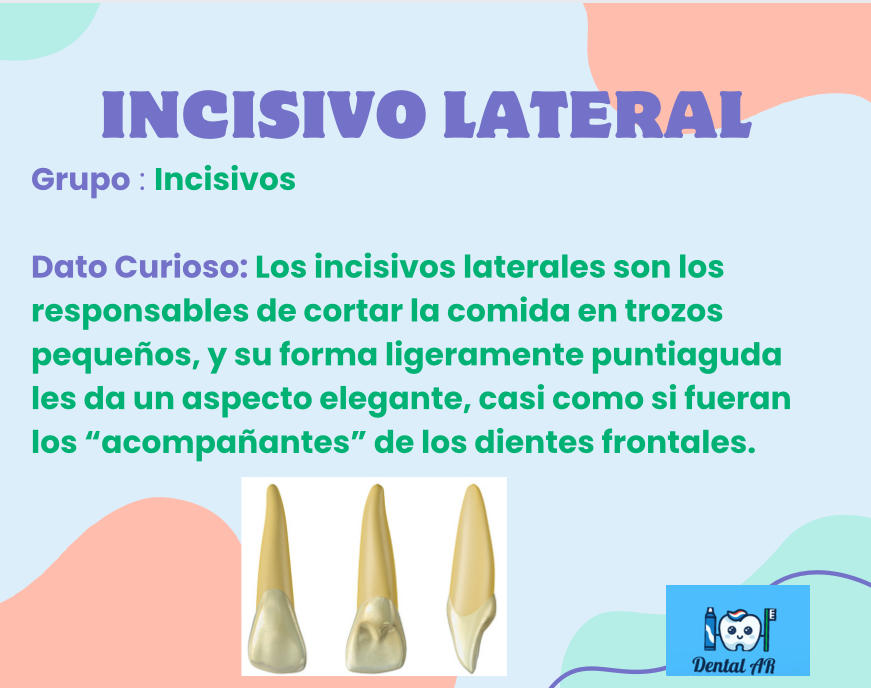 INCISIVO LATERAL
Grupo : Incisivos
Dato Curioso: Los incisivos laterales son los
responsables de cortar la comida en trozos
pequeños, y su forma ligeramente puntiaguda
les da un aspecto elegante, casi como si fueran
los “acompañantes” de los dientes frontales.
Dental AR